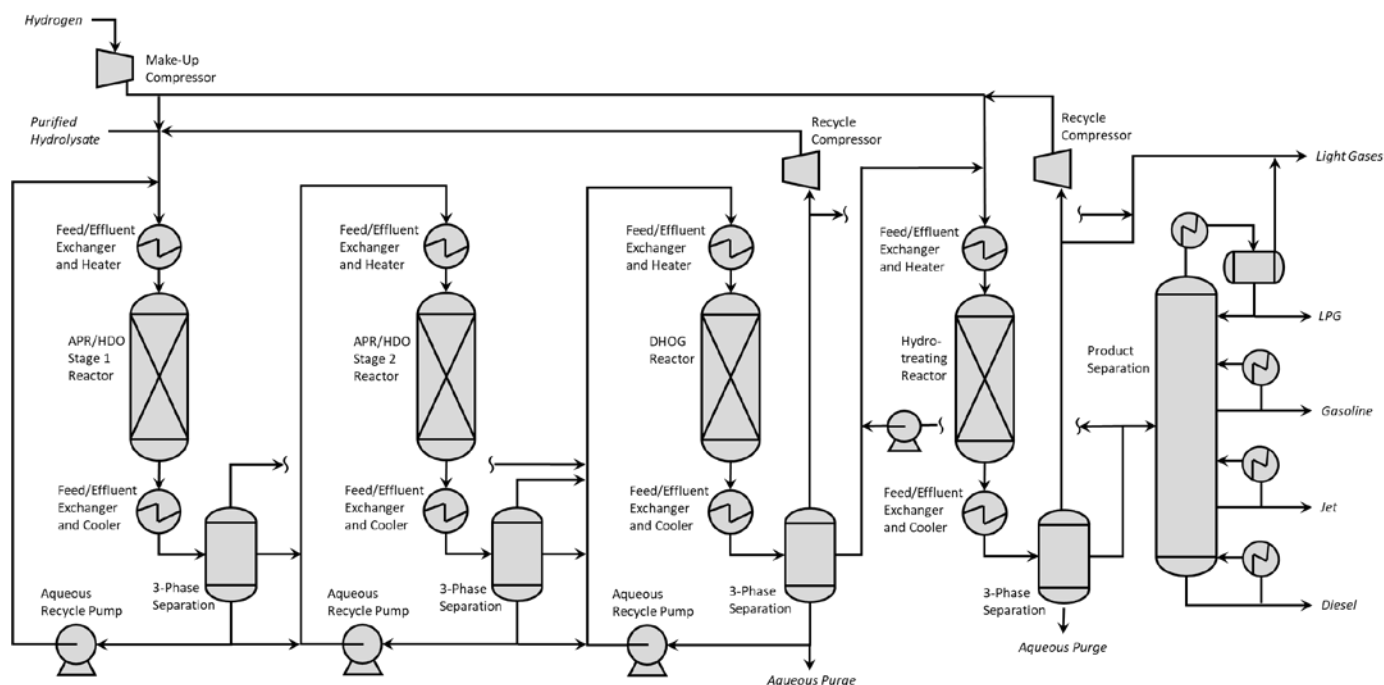 Hydrogen
Make-Up
Compressor
Purified
Hydrolysate
Recycle
Compressor
Recycle
Compressor
Light Gases
Feed/Effluent
Exchanger
and Heater
Feed/Effluent
Exchanger
and Heater
Feed/Effluent
Exchanger
and Heater
Feed/Effluent
Exchanger
and Heater
APR/HDO
Stage 1
Reactor
APR/HDO
Stage 2
Reactor
DHOG
Reactor
Hydro-
treating
Reactor
Product
Separation
LPG
Gasoline
Jet
Diesel
Feed/Effluent
Exchanger
and Cooler
Feed/Effluent
Exchanger
and Cooler
Feed/Effluent
Exchanger
and Cooler
Feed/Effluent
Exchanger
and Cooler
Aqueous
Recycle Pump
3-Phase
Separation
Aqueous
Recycle Pump
3-Phase
Separation
Aqueous
Recycle Pump
3-Phase
Separation
3-Phase
Separation
Aqueous Purge
Aqueous Purge